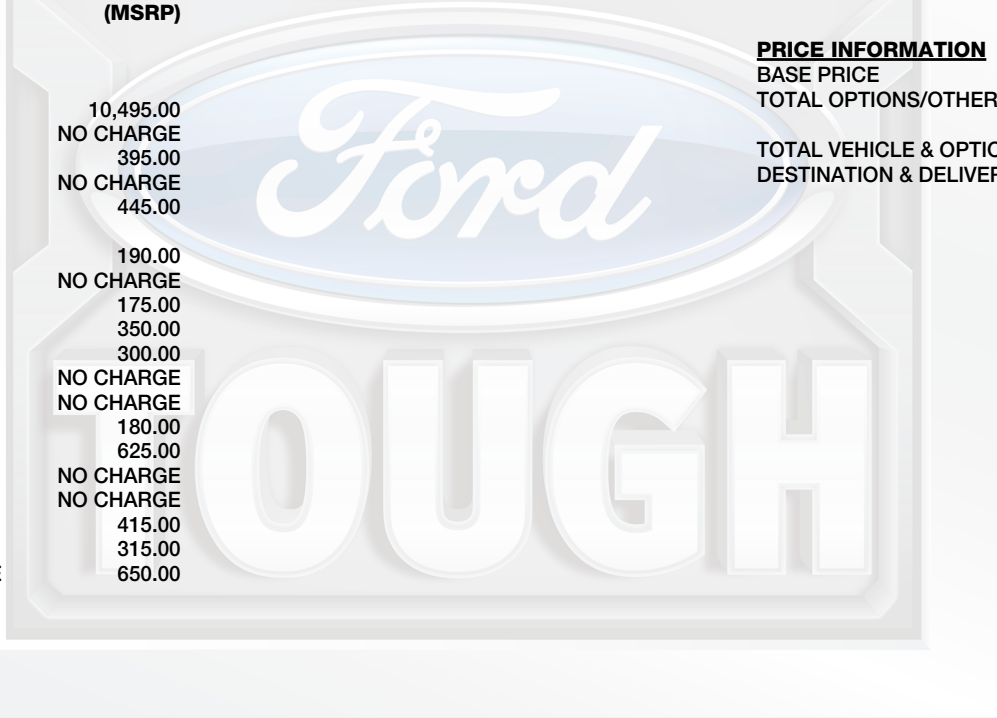 (MSRP)
10,495.00
NO CHARGE
395.00
NO CHARGE
445.00
190.00
NO CHARGE
175.00
350.00
300.00
NO CHARGE
NO CHARGE
180.00
625.00
NO CHARGE
NO CHARGE
415.00
315.00
650.00
PRICE INFORMATION
BASE PRICE
TOTAL OPTIONS/OTHER
TOTAL VEHICLE & OPTIO
DESTINATION & DELIVER
Ford
TOUGH